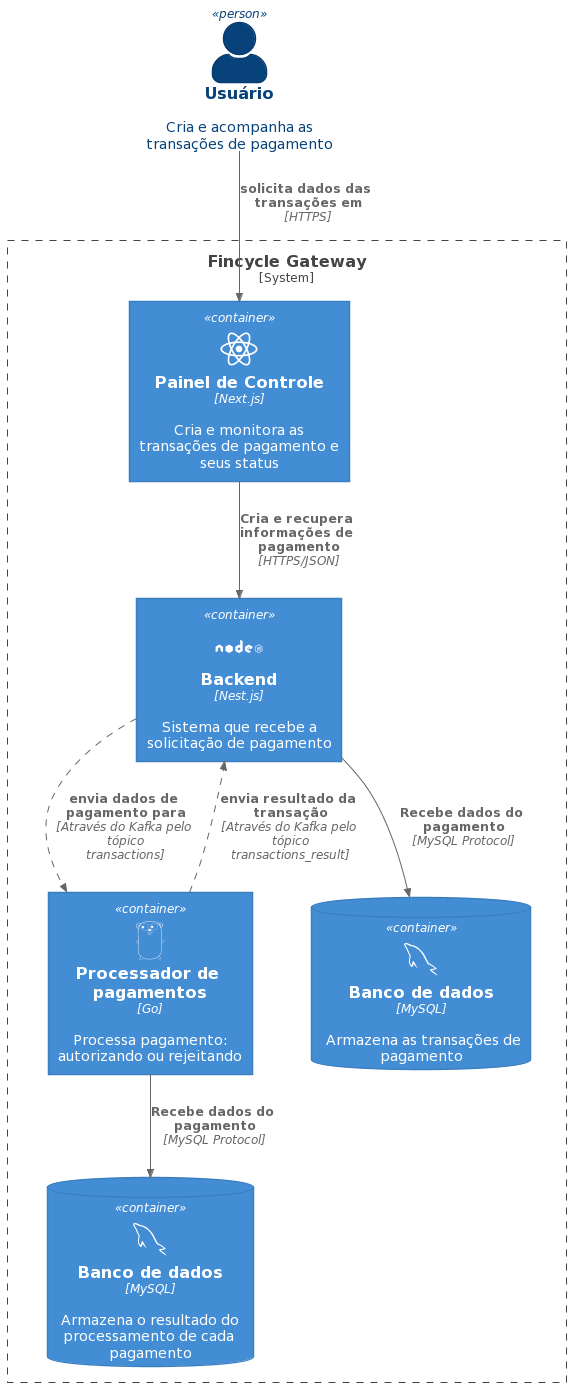 «person»
Usuário
Cria e acompanha as
transações de pagamento
solicita dados das
transações em
[HTTPS]
Fincycle Gateway
[System]
«container»
Painel de Controle
[Next.js]
Cria e monitora as
transações de pagamento e
seus status
Cria e recupera
informações de
pagamento
[HTTPS/JSON]
«container»
node
Backend
[Nest.js]
Sistema que recebe a
solicitação de pagamento
envia dados de
pagamento para
[Através do Kafka pelo
tópico
transactions]
envia resultado da
transação
[Através do Kafka pelo
tópico
transactions_result]
Recebe dados do
pagamento
[MySQL Protocol]
«container»
Processador de
pagamentos
[Go]
Processa pagamento:
autorizando ou rejeitando
«container»
Banco de dados
[MySQL]
Armazena as transações de
pagamento
Recebe dados do
pagamento
[MySQL Protocol]
«container»
Banco de dados
[MySQL]
Armazena o resultado do
processamento de cada
pagamento